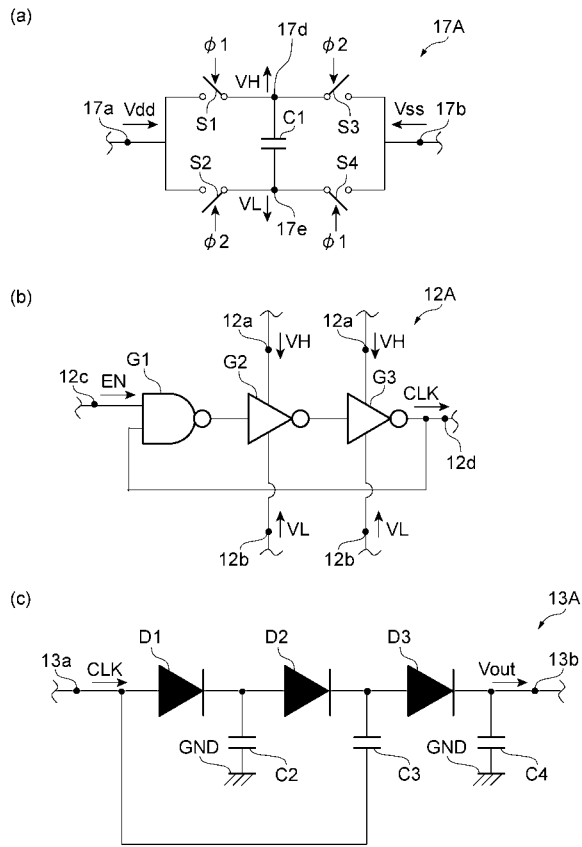 (a)
17A
ϕ1 17d ϕ2
VH
17a Vdd S1 C1 S3 Vss 17b
S2 S4
VL
17e
ϕ2 ϕ1
(b)
12A
12a VH 12a VH
G1 G2 G3
12c EN CLK
12d
12b VL 12b VL
(c)
13A
13a CLK D1 D2 D3 Vout 13b
GND C2 C3 GND C4